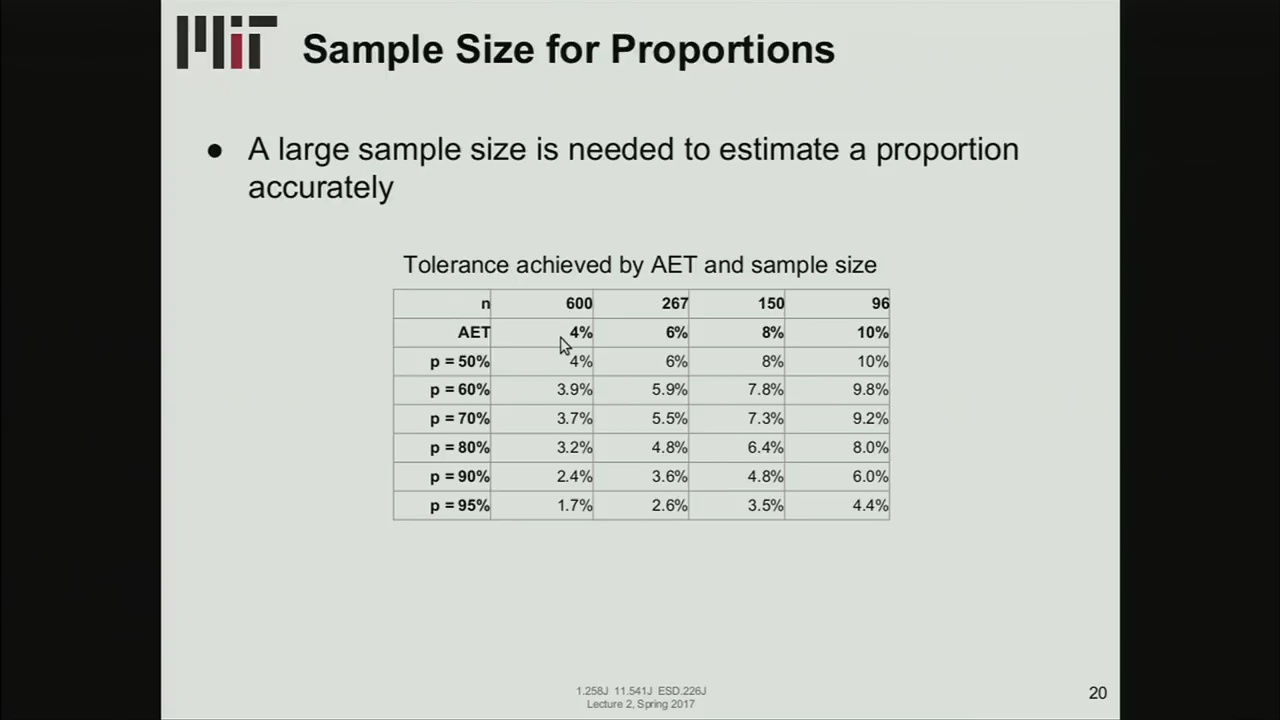 MIT
Sample Size for Proportions
● A large sample size is needed to estimate a proportion
accurately
Tolerance achieved by AET and sample size
n 600 267 150 96
AET 4% 6% 8% 10%
p = 50% 4% 6% 8% 10%
p = 60% 3.9% 5.9% 7.8% 9.8%
p = 70% 3.7% 5.5% 7.3% 9.2%
p = 80% 3.2% 4.8% 6.4% 8.0%
p = 90% 2.4% 3.6% 4.8% 6.0%
p = 95% 1.7% 2.6% 3.5% 4.4%
1.258J 11.541J ESD.226J
Lecture 2, Spring 2017
20